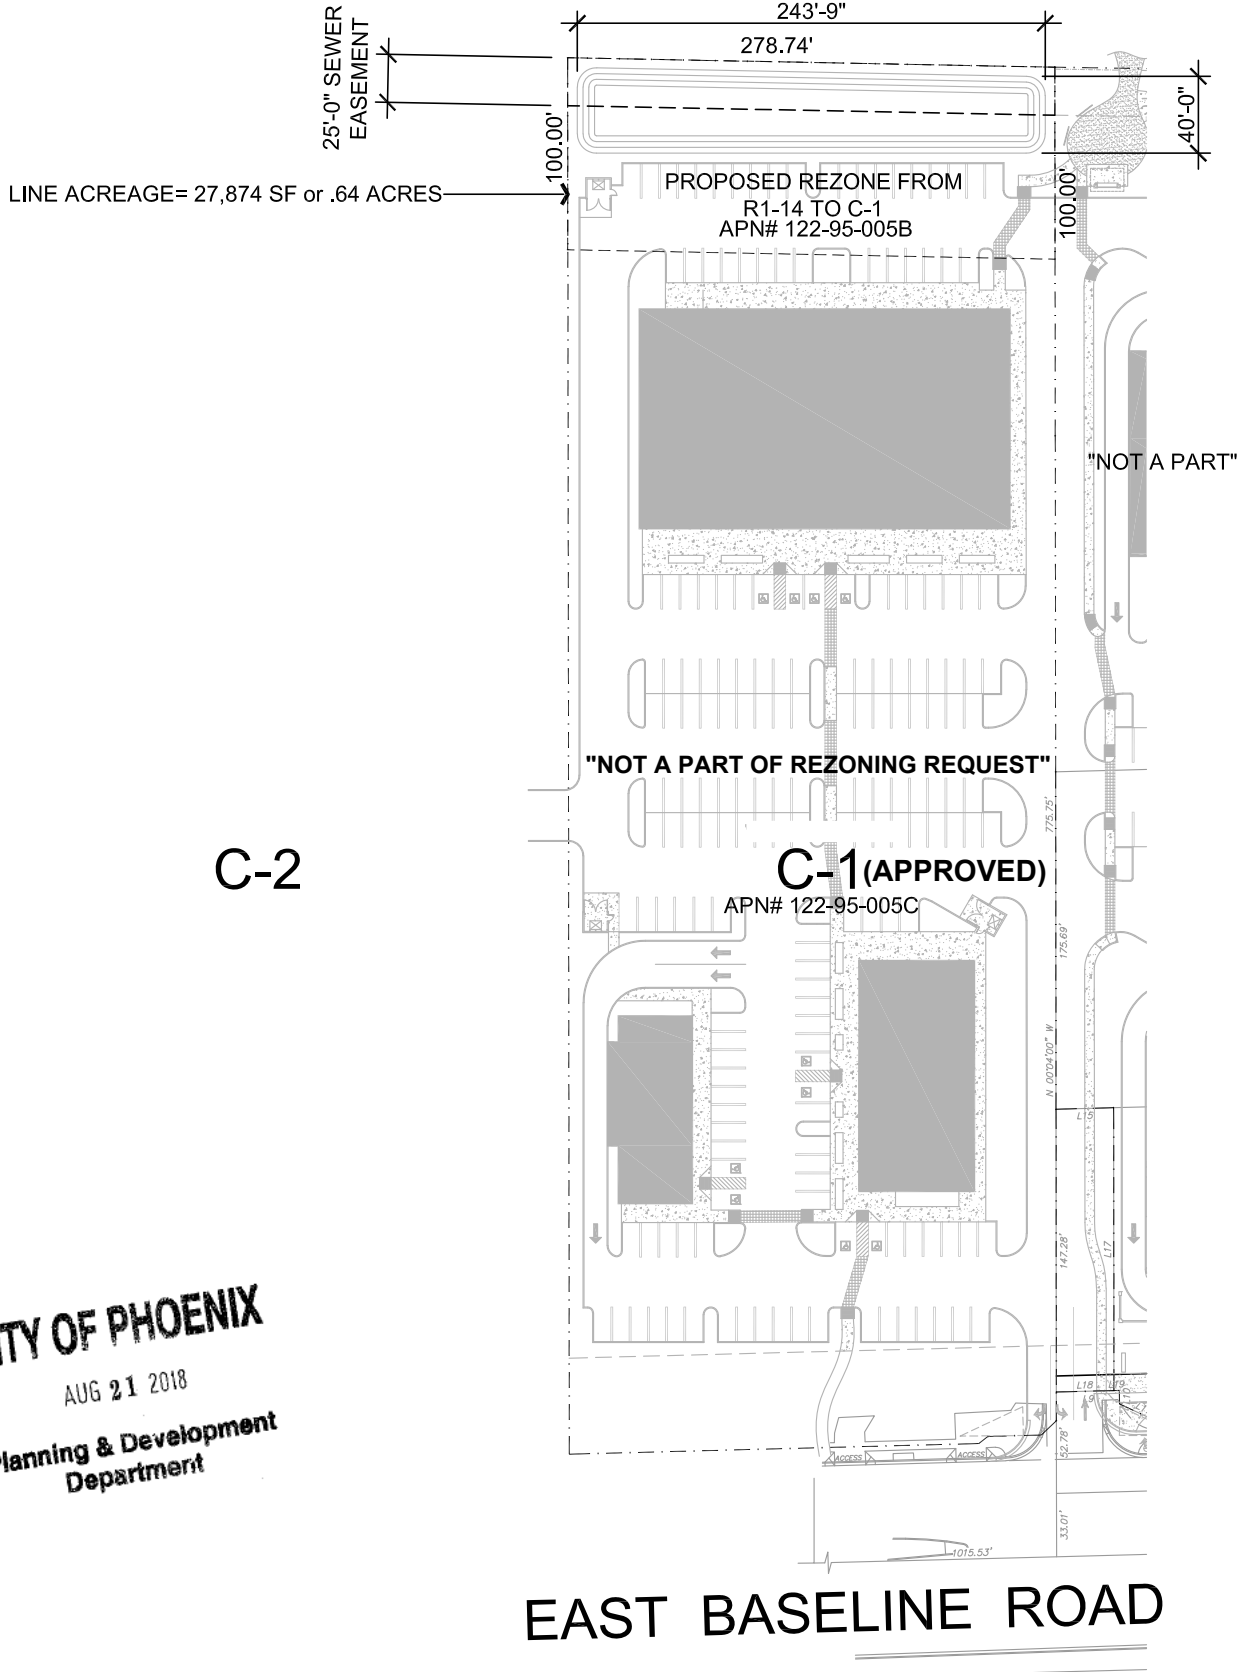 243'-9"
278.74'
25'-0" SEWER
EASEMENT
40'-0"
100.00'
100.00'
LINE ACREAGE= 27,874 SF or .64 ACRES
PROPOSED REZONE FROM
R1-14 TO C-1
APN# 122-95-005B
"NOT A PART"
"NOT A PART OF REZONING REQUEST"
775.75'
C-2
C-1 (APPROVED)
APN# 122-95-005C
175.69'
N 00°04'00" W
L15
147.28'
L17
ITY OF PHOENIX
AUG 21 2018
lanning & Development
Department
L18
L19
52.78'
ACCESS
ACCESS
33.01'
1015.53'
EAST BASELINE ROAD